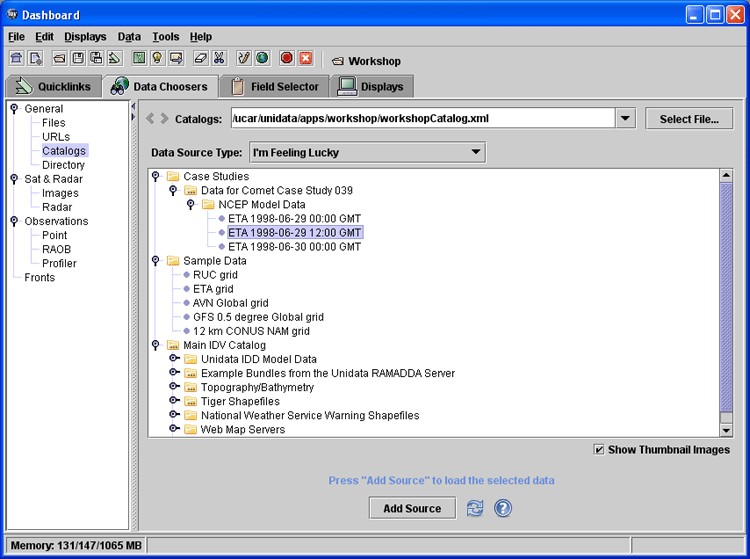 Dashboard
File Edit Displays Data Tools Help
Workshop
Quicklinks Data Choosers Field Selector Displays
General
Files
URLs
Catalogs
Directory
Sat & Radar
Images
Radar
Observations
Point
RAOB
Profiler
Fronts
Catalogs: /ucar/unidata/apps/workshop/workshopCatalog.xml Select File...
Data Source Type: I'm Feeling Lucky
Case Studies
Data for Comet Case Study 039
NCEP Model Data
ETA 1998-06-29 00:00 GMT
ETA 1998-06-29 12:00 GMT
ETA 1998-06-30 00:00 GMT
Sample Data
RUC grid
ETA grid
AVN Global grid
GFS 0.5 degree Global grid
12 km CONUS NAM grid
Main IDV Catalog
Unidata IDD Model Data
Example Bundles from the Unidata RAMADDA Server
Topography/Bathymetry
Tiger Shapefiles
National Weather Service Warning Shapefiles
Web Map Servers
Show Thumbnail Images
Press "Add Source" to load the selected data
Add Source
Memory: 131/147/1065 MB